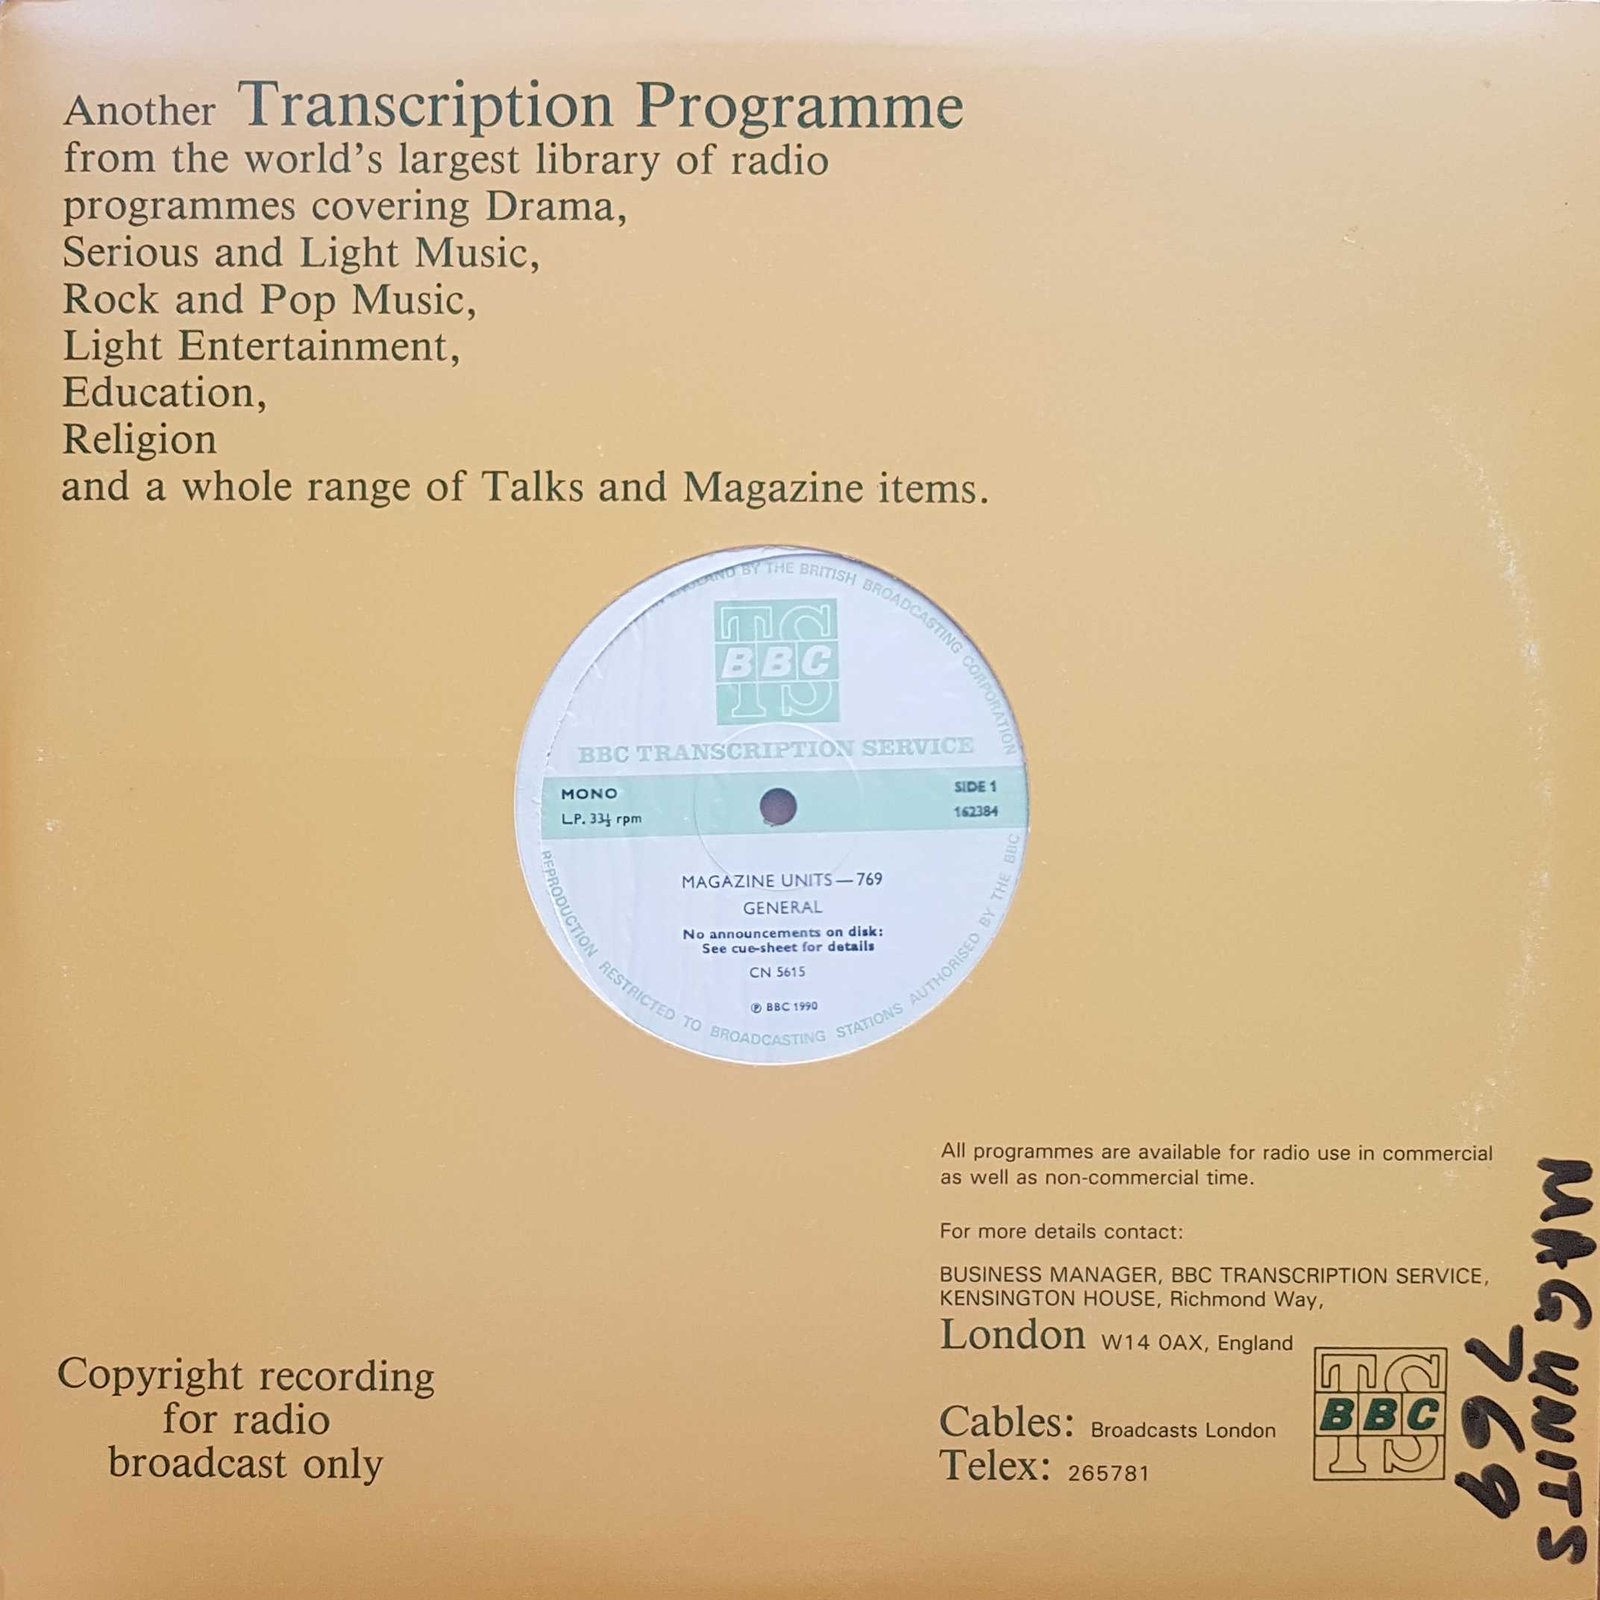 Another Transcription Programme
from the world's largest library of radio
programmes covering Drama,
Serious and Light Music,
Rock and Pop Music,
Light Entertainment,
Education,
Religion
and a whole range of Talks and Magazine items.
ENGLAND BY THE BRITISH BROADCASTING CORPORATION
TS
BBC
TS
BBC TRANSCRIPTION SERVICE
MONO
SIDE 1
L.P. 33⅓ rpm
162384
MAGAZINE UNITS—769
GENERAL
No announcements on disk:
See cue-sheet for details
CN 5615
℗ BBC 1990
REPRODUCTION RESTRICTED TO BROADCASTING STATIONS AUTHORISED BY THE BBC
All programmes are available for radio use in commercial
as well as non-commercial time.
For more details contact:
BUSINESS MANAGER, BBC TRANSCRIPTION SERVICE,
KENSINGTON HOUSE, Richmond Way,
London W14 0AX, England
Cables: Broadcasts London
Telex: 265781
TS
BBC
TS
Copyright recording
for radio
broadcast only
MAG UNITS
769